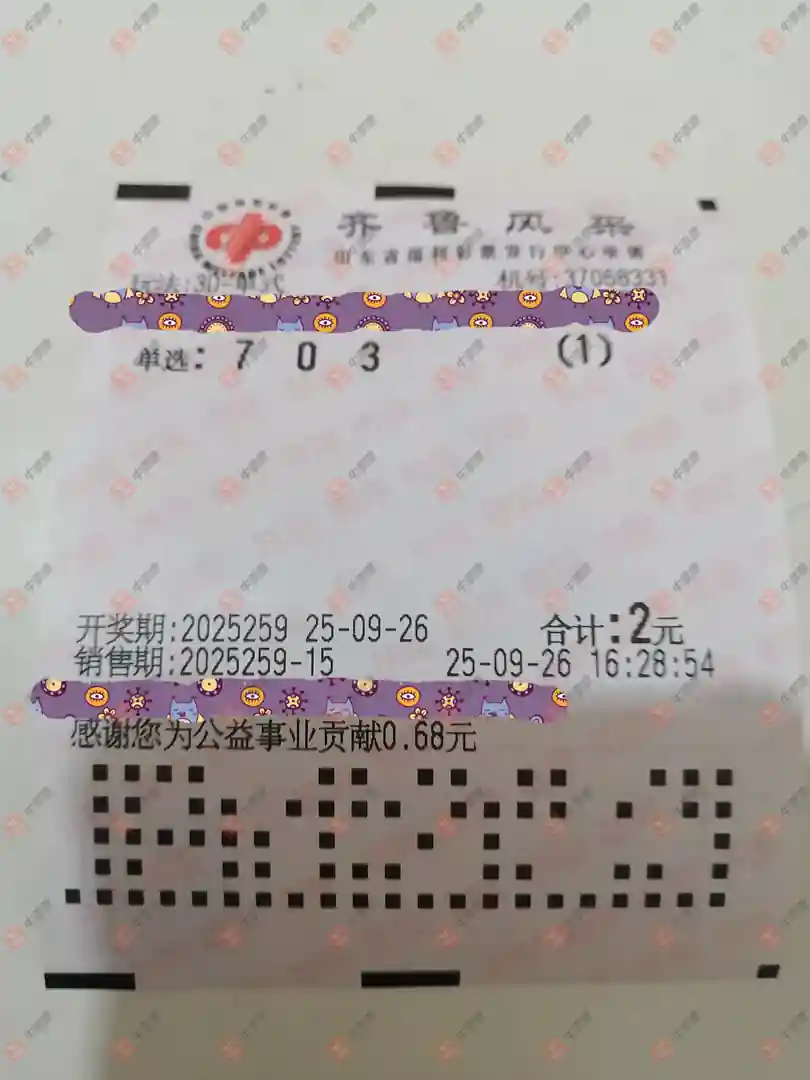 齐鲁风采
山东省福利彩票发行中心承销
玩法:3D-单式 机号:37068331
单选: 7 0 3 (1)
开奖期:2025259 25-09-26 合计:2元
销售期:2025259-15 25-09-26 16:28:54
感谢您为公益事业贡献0.68元